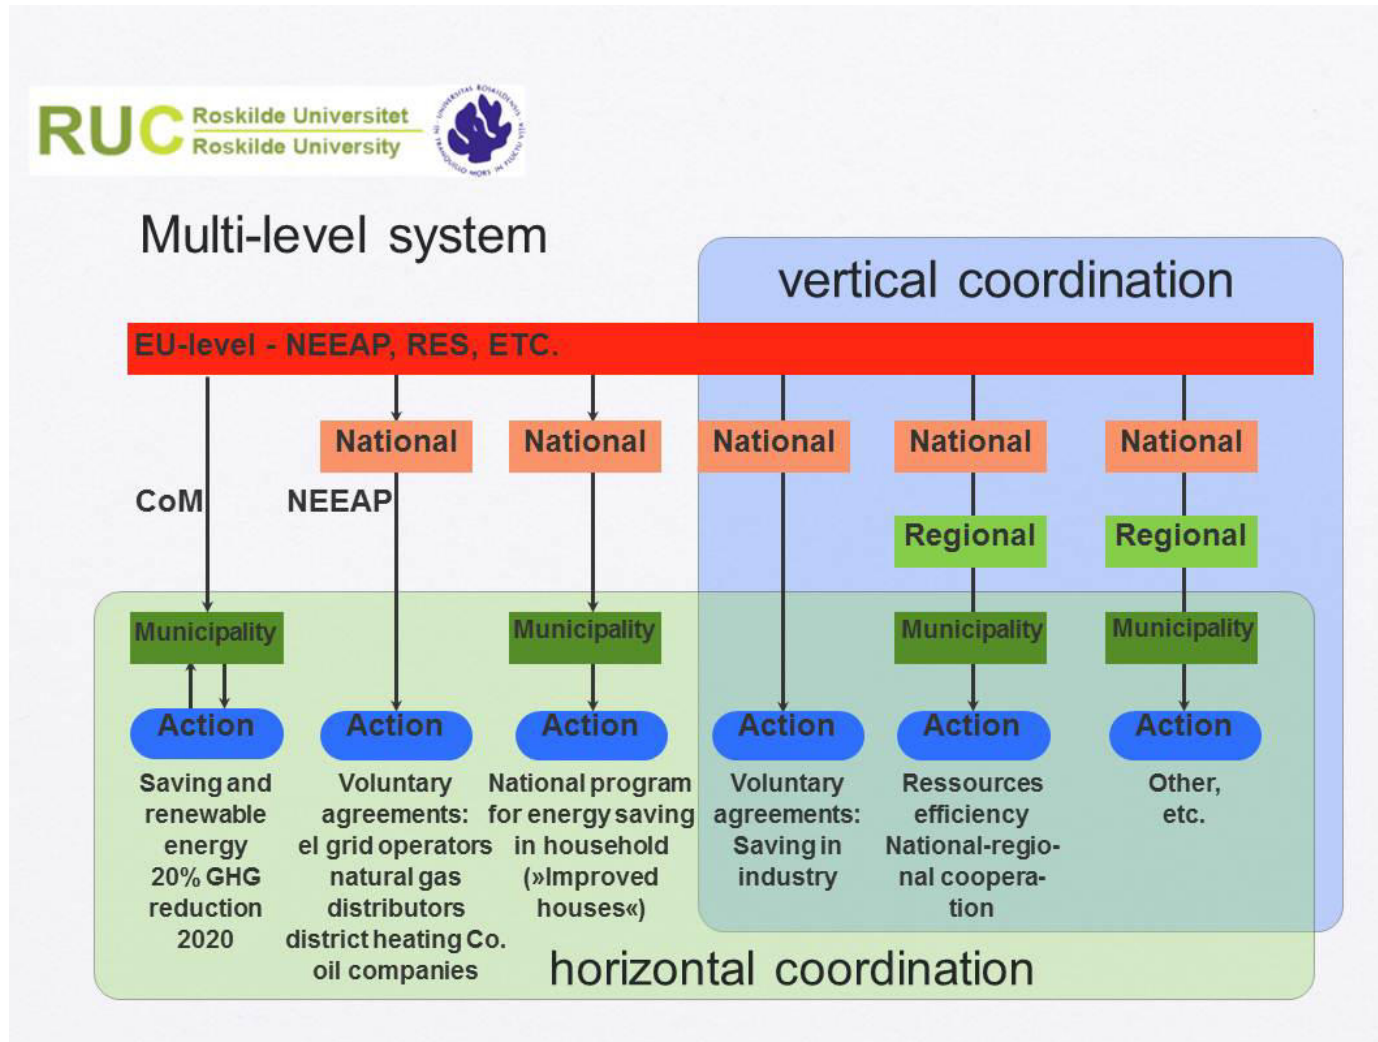 RUC
Roskilde Universitet
Roskilde University
Multi-level system
vertical coordination
EU-level - NEEAP, RES, ETC.
National
National
National
National
National
CoM
NEEAP
Regional
Regional
Municipality
Municipality
Municipality
Municipality
Action
Action
Action
Action
Action
Action
Saving and
renewable
energy
20% GHG
reduction
2020
Voluntary
agreements:
el grid operators
natural gas
distributors
district heating Co.
oil companies
National program
for energy saving
in household
(»Improved
houses«)
Voluntary
agreements:
Saving in
industry
Ressources
efficiency
National-regio-
nal coopera-
tion
Other,
etc.
horizontal coordination